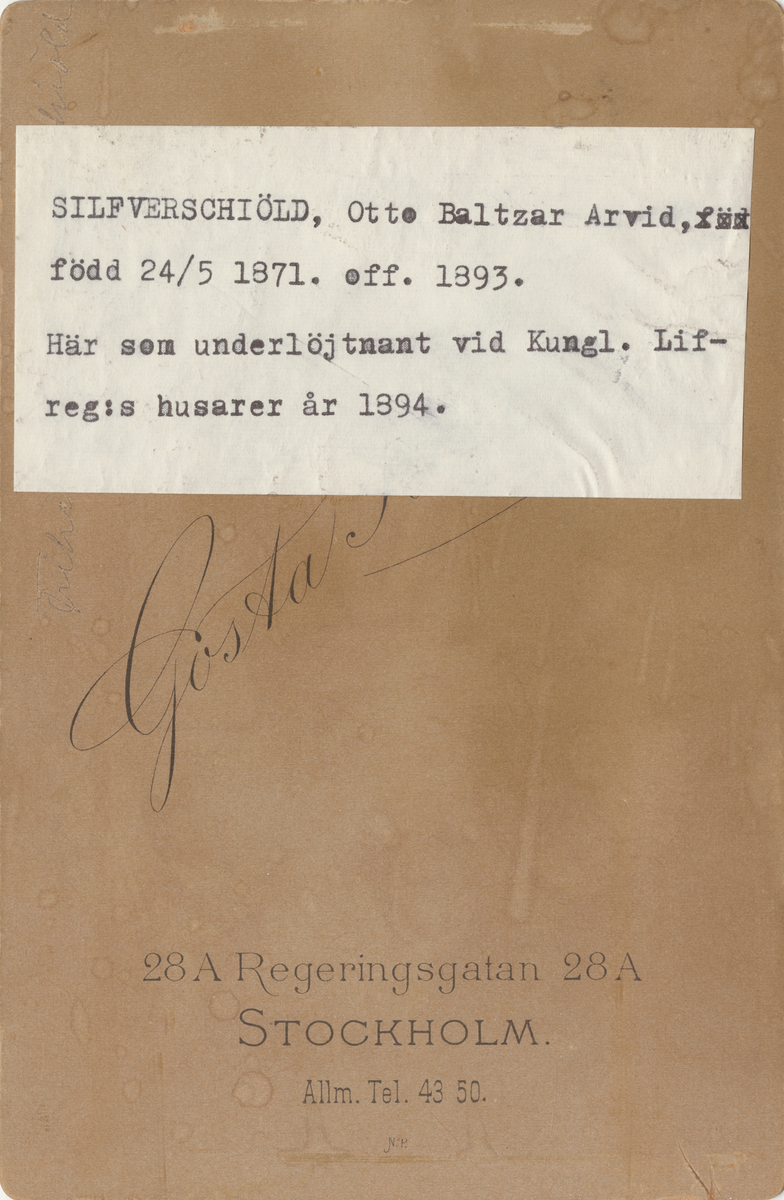 SILFVERSCHIÖLD, Otto Baltzar Arvid,
född 24/5 1871. off. 1893.
Här som underlöjtnant vid Kungl. Lif-
reg:s husarer år 1894.
Gösta
28A Regeringsgatan 28A
STOCKHOLM.
Allm. Tel. 43 50.